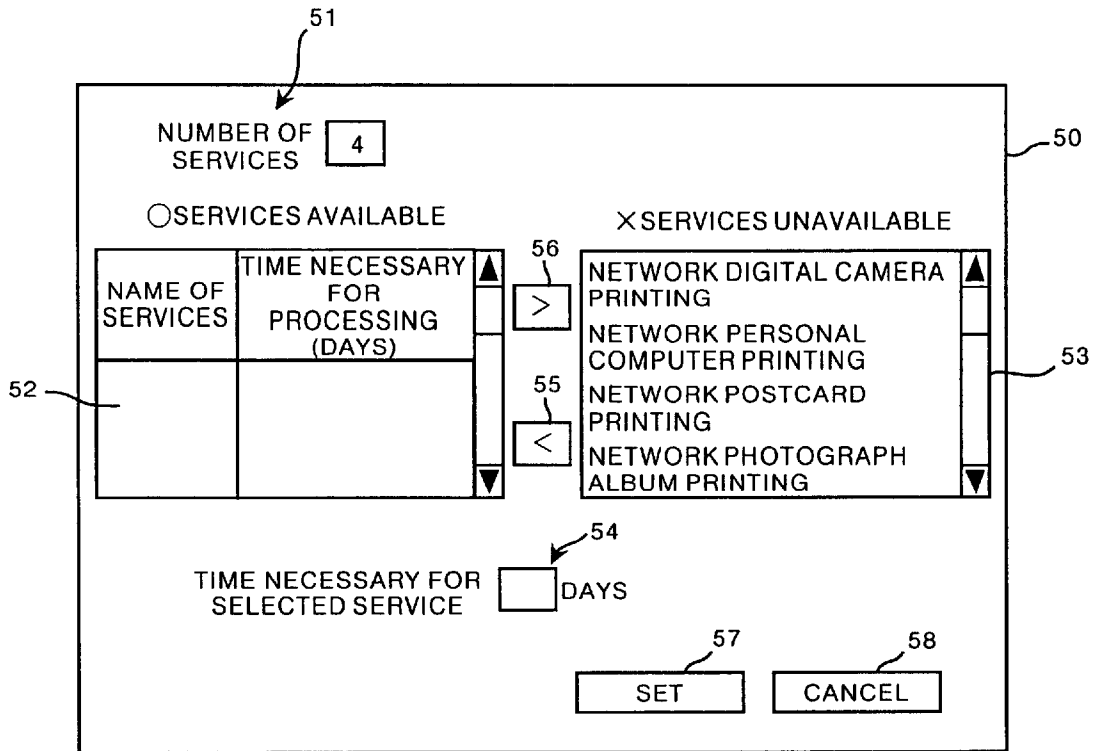 51
NUMBER OF
SERVICES
4
50
○SERVICES AVAILABLE
×SERVICES UNAVAILABLE
NAME OF
SERVICES
TIME NECESSARY
FOR
PROCESSING
(DAYS)
56
>
55
<
NETWORK DIGITAL CAMERA
PRINTING
NETWORK PERSONAL
COMPUTER PRINTING
NETWORK POSTCARD
PRINTING
NETWORK PHOTOGRAPH
ALBUM PRINTING
53
52
54
TIME NECESSARY FOR
SELECTED SERVICE
DAYS
57
58
SET
CANCEL